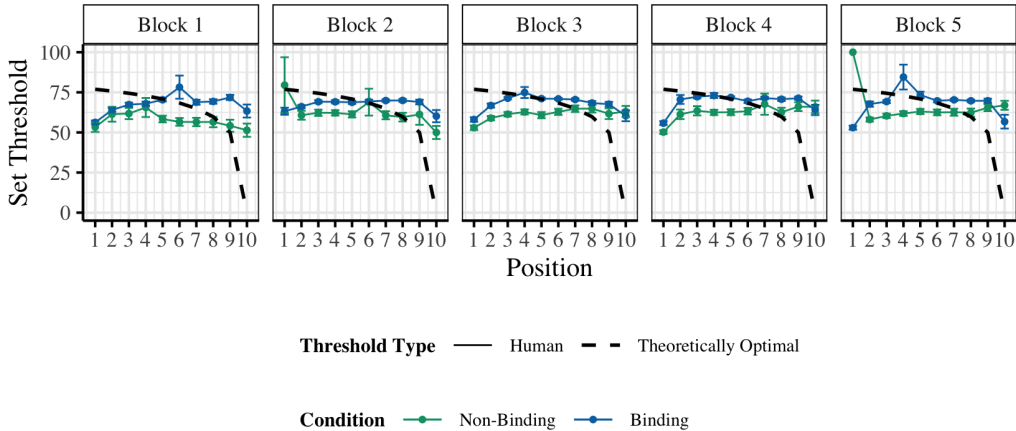 Block 1 Block 2 Block 3 Block 4 Block 5
100
75
50
25
0
Set Threshold
1 2 3 4 5 6 7 8 9 10 1 2 3 4 5 6 7 8 9 10 1 2 3 4 5 6 7 8 9 10 1 2 3 4 5 6 7 8 9 10 1 2 3 4 5 6 7 8 9 10
Position
Threshold Type Human Theoretically Optimal
Condition Non-Binding Binding